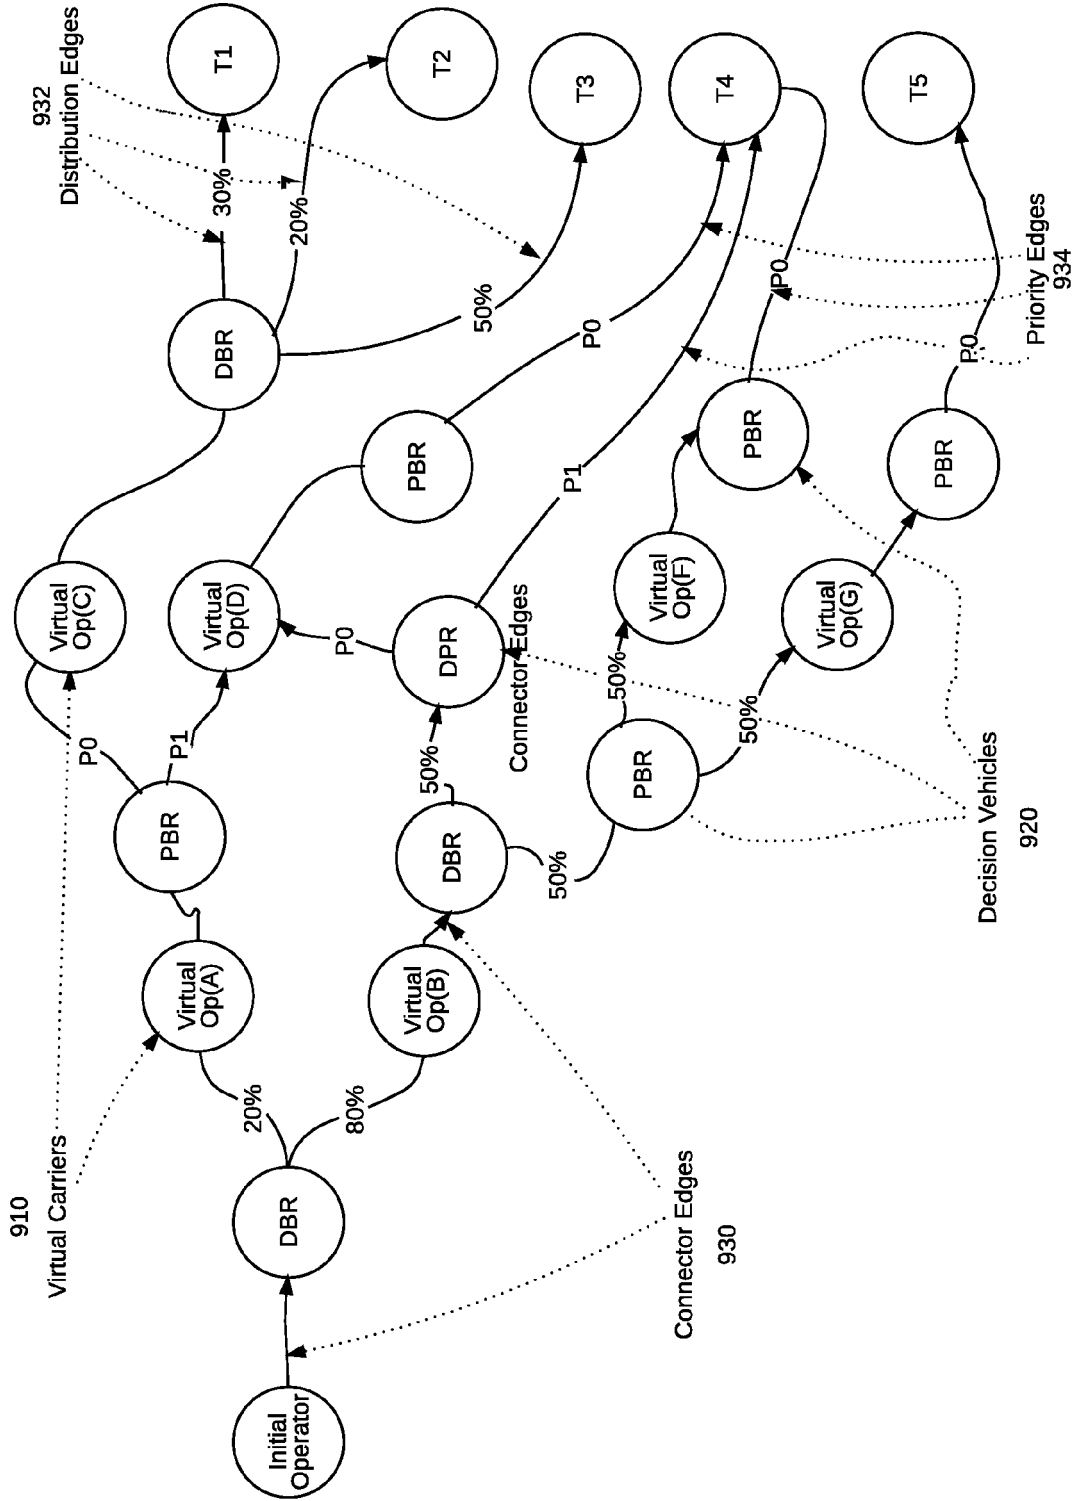 910
Virtual Carriers
932
Distribution Edges
Initial
Operator
DBR
20%
80%
Virtual
Op(A)
Virtual
Op(B)
PBR
P0
P1
Virtual
Op(C)
Virtual
Op(D)
DBR
30%
20%
50%
T1
T2
T3
DBR
50%
50%
DPR
P0
P1
PBR
P0
T4
Connector Edges
PBR
50%
50%
Virtual
Op(F)
Virtual
Op(G)
PBR
P0
PBR
P0
T5
Connector Edges
930
Decision Vehicles
920
Priority Edges
934